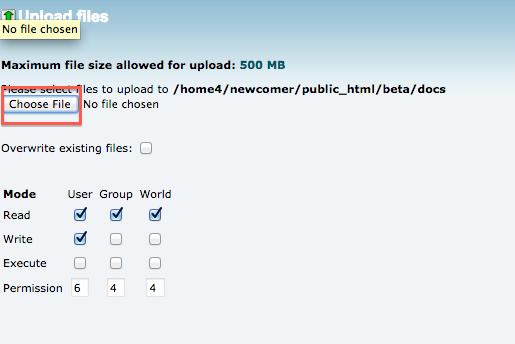 Upload files
No file chosen
Maximum file size allowed for upload: 500 MB
Please select files to upload to /home4/newcomer/public_html/beta/docs
Choose File No file chosen
Overwrite existing files:
Mode User Group World
Read
Write
Execute
Permission 6 4 4